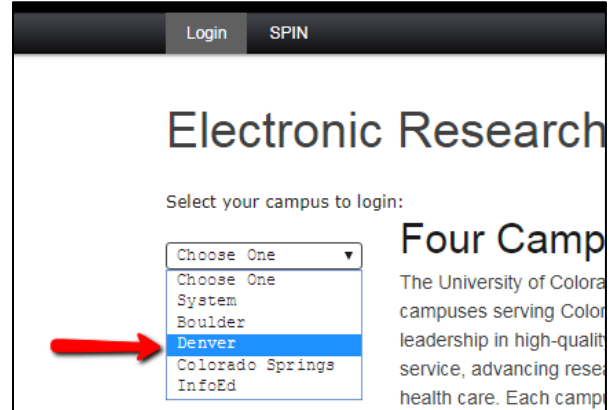 Login SPIN
Electronic Research
Select your campus to login:
Choose One
Choose One
System
Boulder
Denver
Colorado Springs
InfoEd
Four Camp
The University of Colora
campuses serving Color
leadership in high-quality
service, advancing resea
health care. Each campu